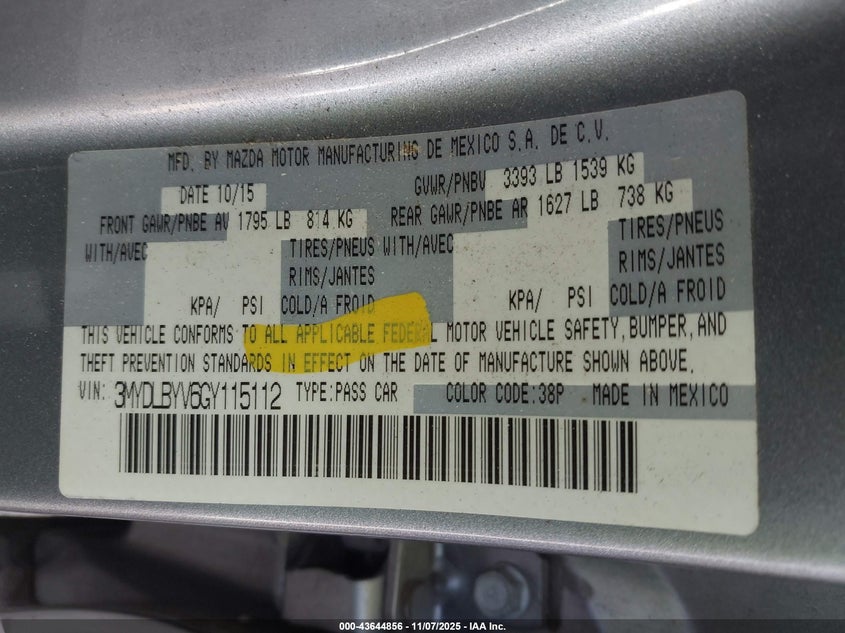 MFD. BY MAZDA MOTOR MANUFACTURING DE MEXICO S.A. DE C.V.
DATE 10/15 GVWR/PNBV 3393 LB 1539 KG
FRONT GAWR/PNBE AV 1795 LB 814 KG REAR GAWR/PNBE AR 1627 LB 738 KG
WITH/AVEC TIRES/PNEUS WITH/AVEC TIRES/PNEUS
RIMS/JANTES RIMS/JANTES
KPA/ PSI COLD/A FROID KPA/ PSI COLD/A FROID
THIS VEHICLE CONFORMS TO ALL APPLICABLE FEDERAL MOTOR VEHICLE SAFETY, BUMPER, AND
THEFT PREVENTION STANDARDS IN EFFECT ON THE DATE OF MANUFACTURE SHOWN ABOVE.
VIN: 3MYDLBYV6GY115112 TYPE:PASS CAR COLOR CODE:38P MADE IN MEXICO
000-43644856 - 11/07/2025 - IAA Inc.